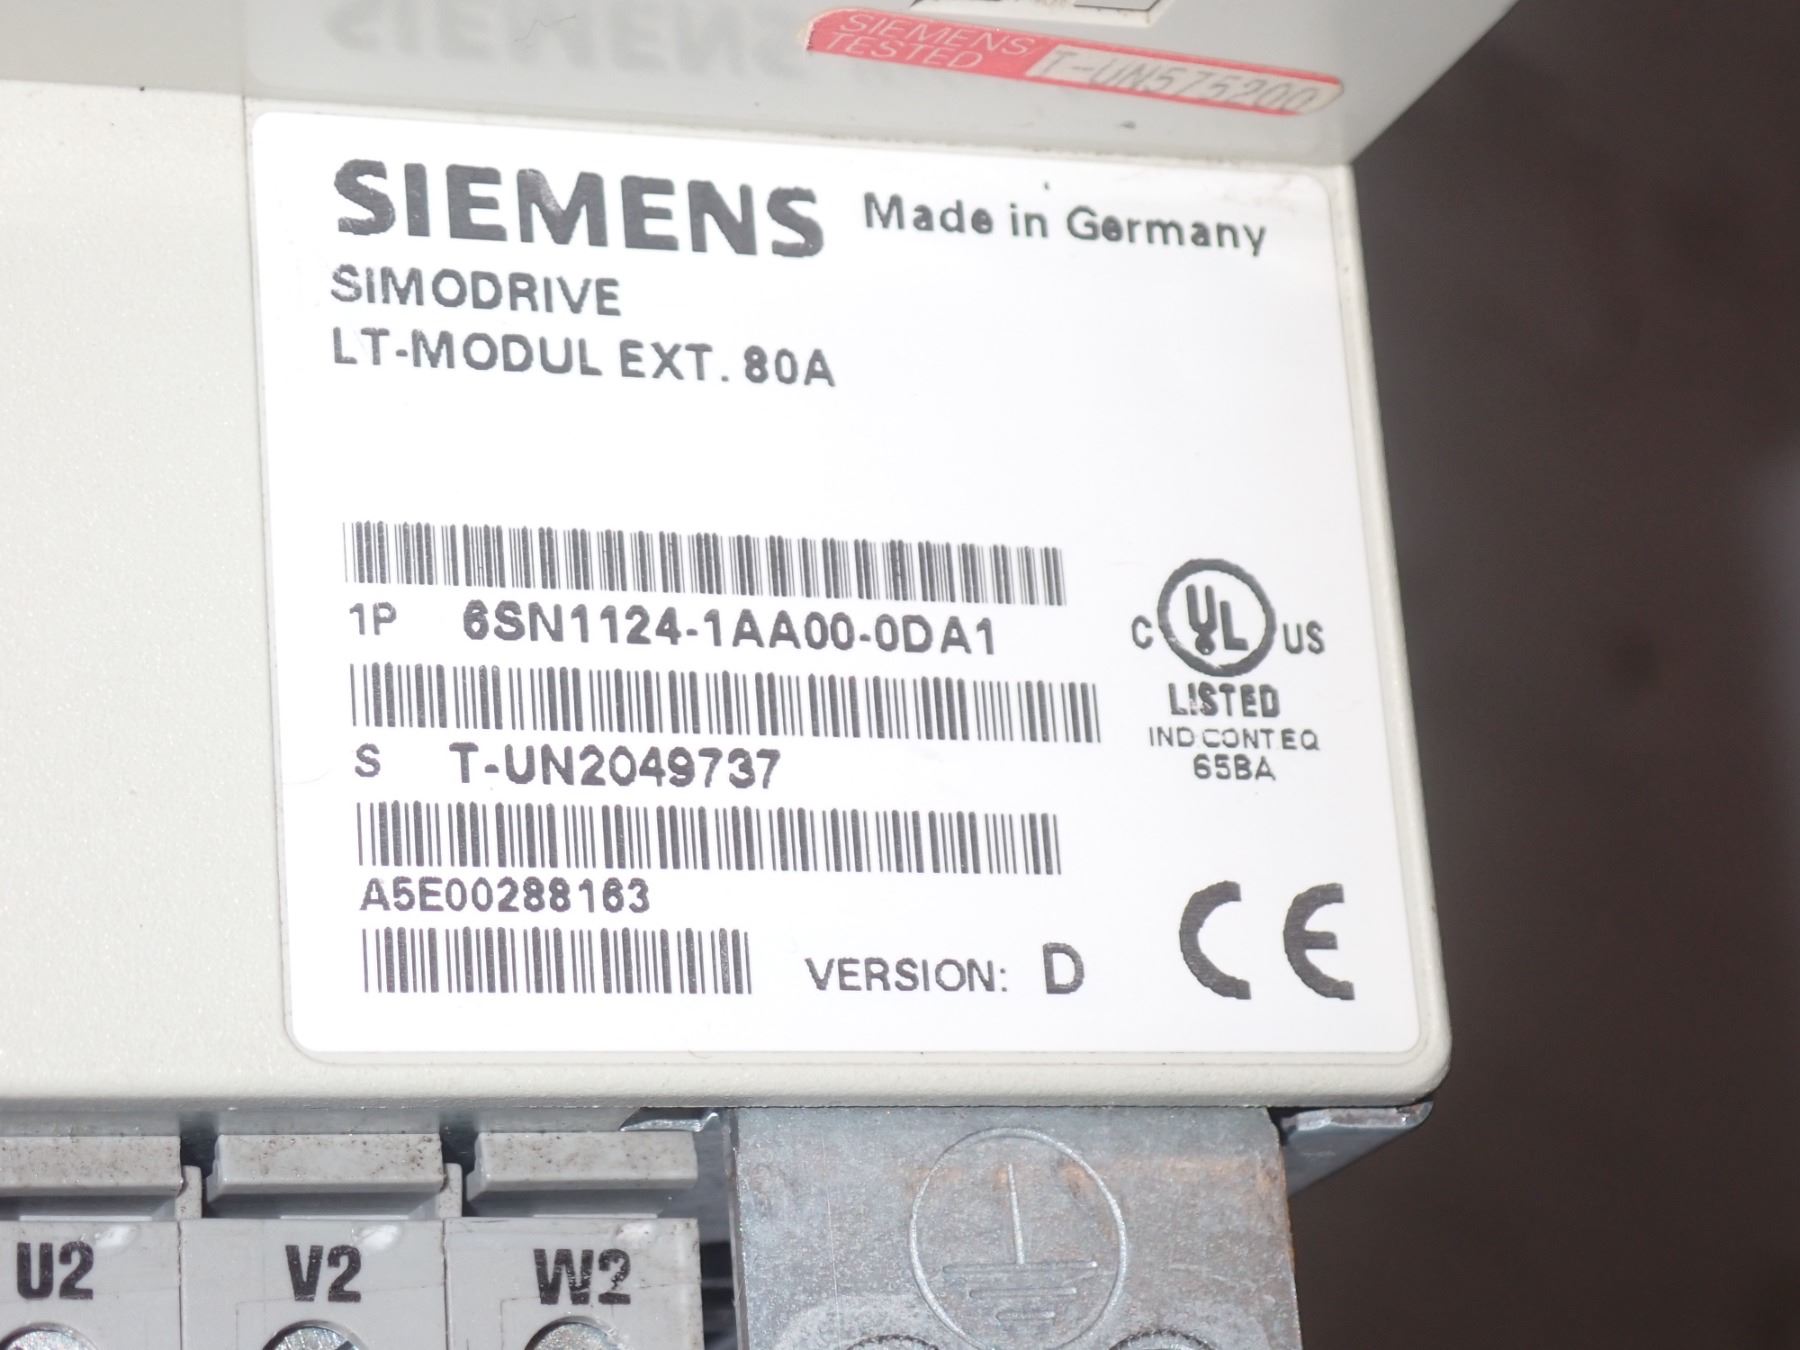 SIEMENS
TESTED
T-UN575200
SIEMENS Made in Germany
SIMODRIVE
LT-MODUL EXT. 80A
1P 6SN1124-1AA00-0DA1
C UL US
LISTED
IND.CONT.EQ
65BA
S T-UN2049737
A5E00288163
VERSION: D
CE
U2 V2 W2